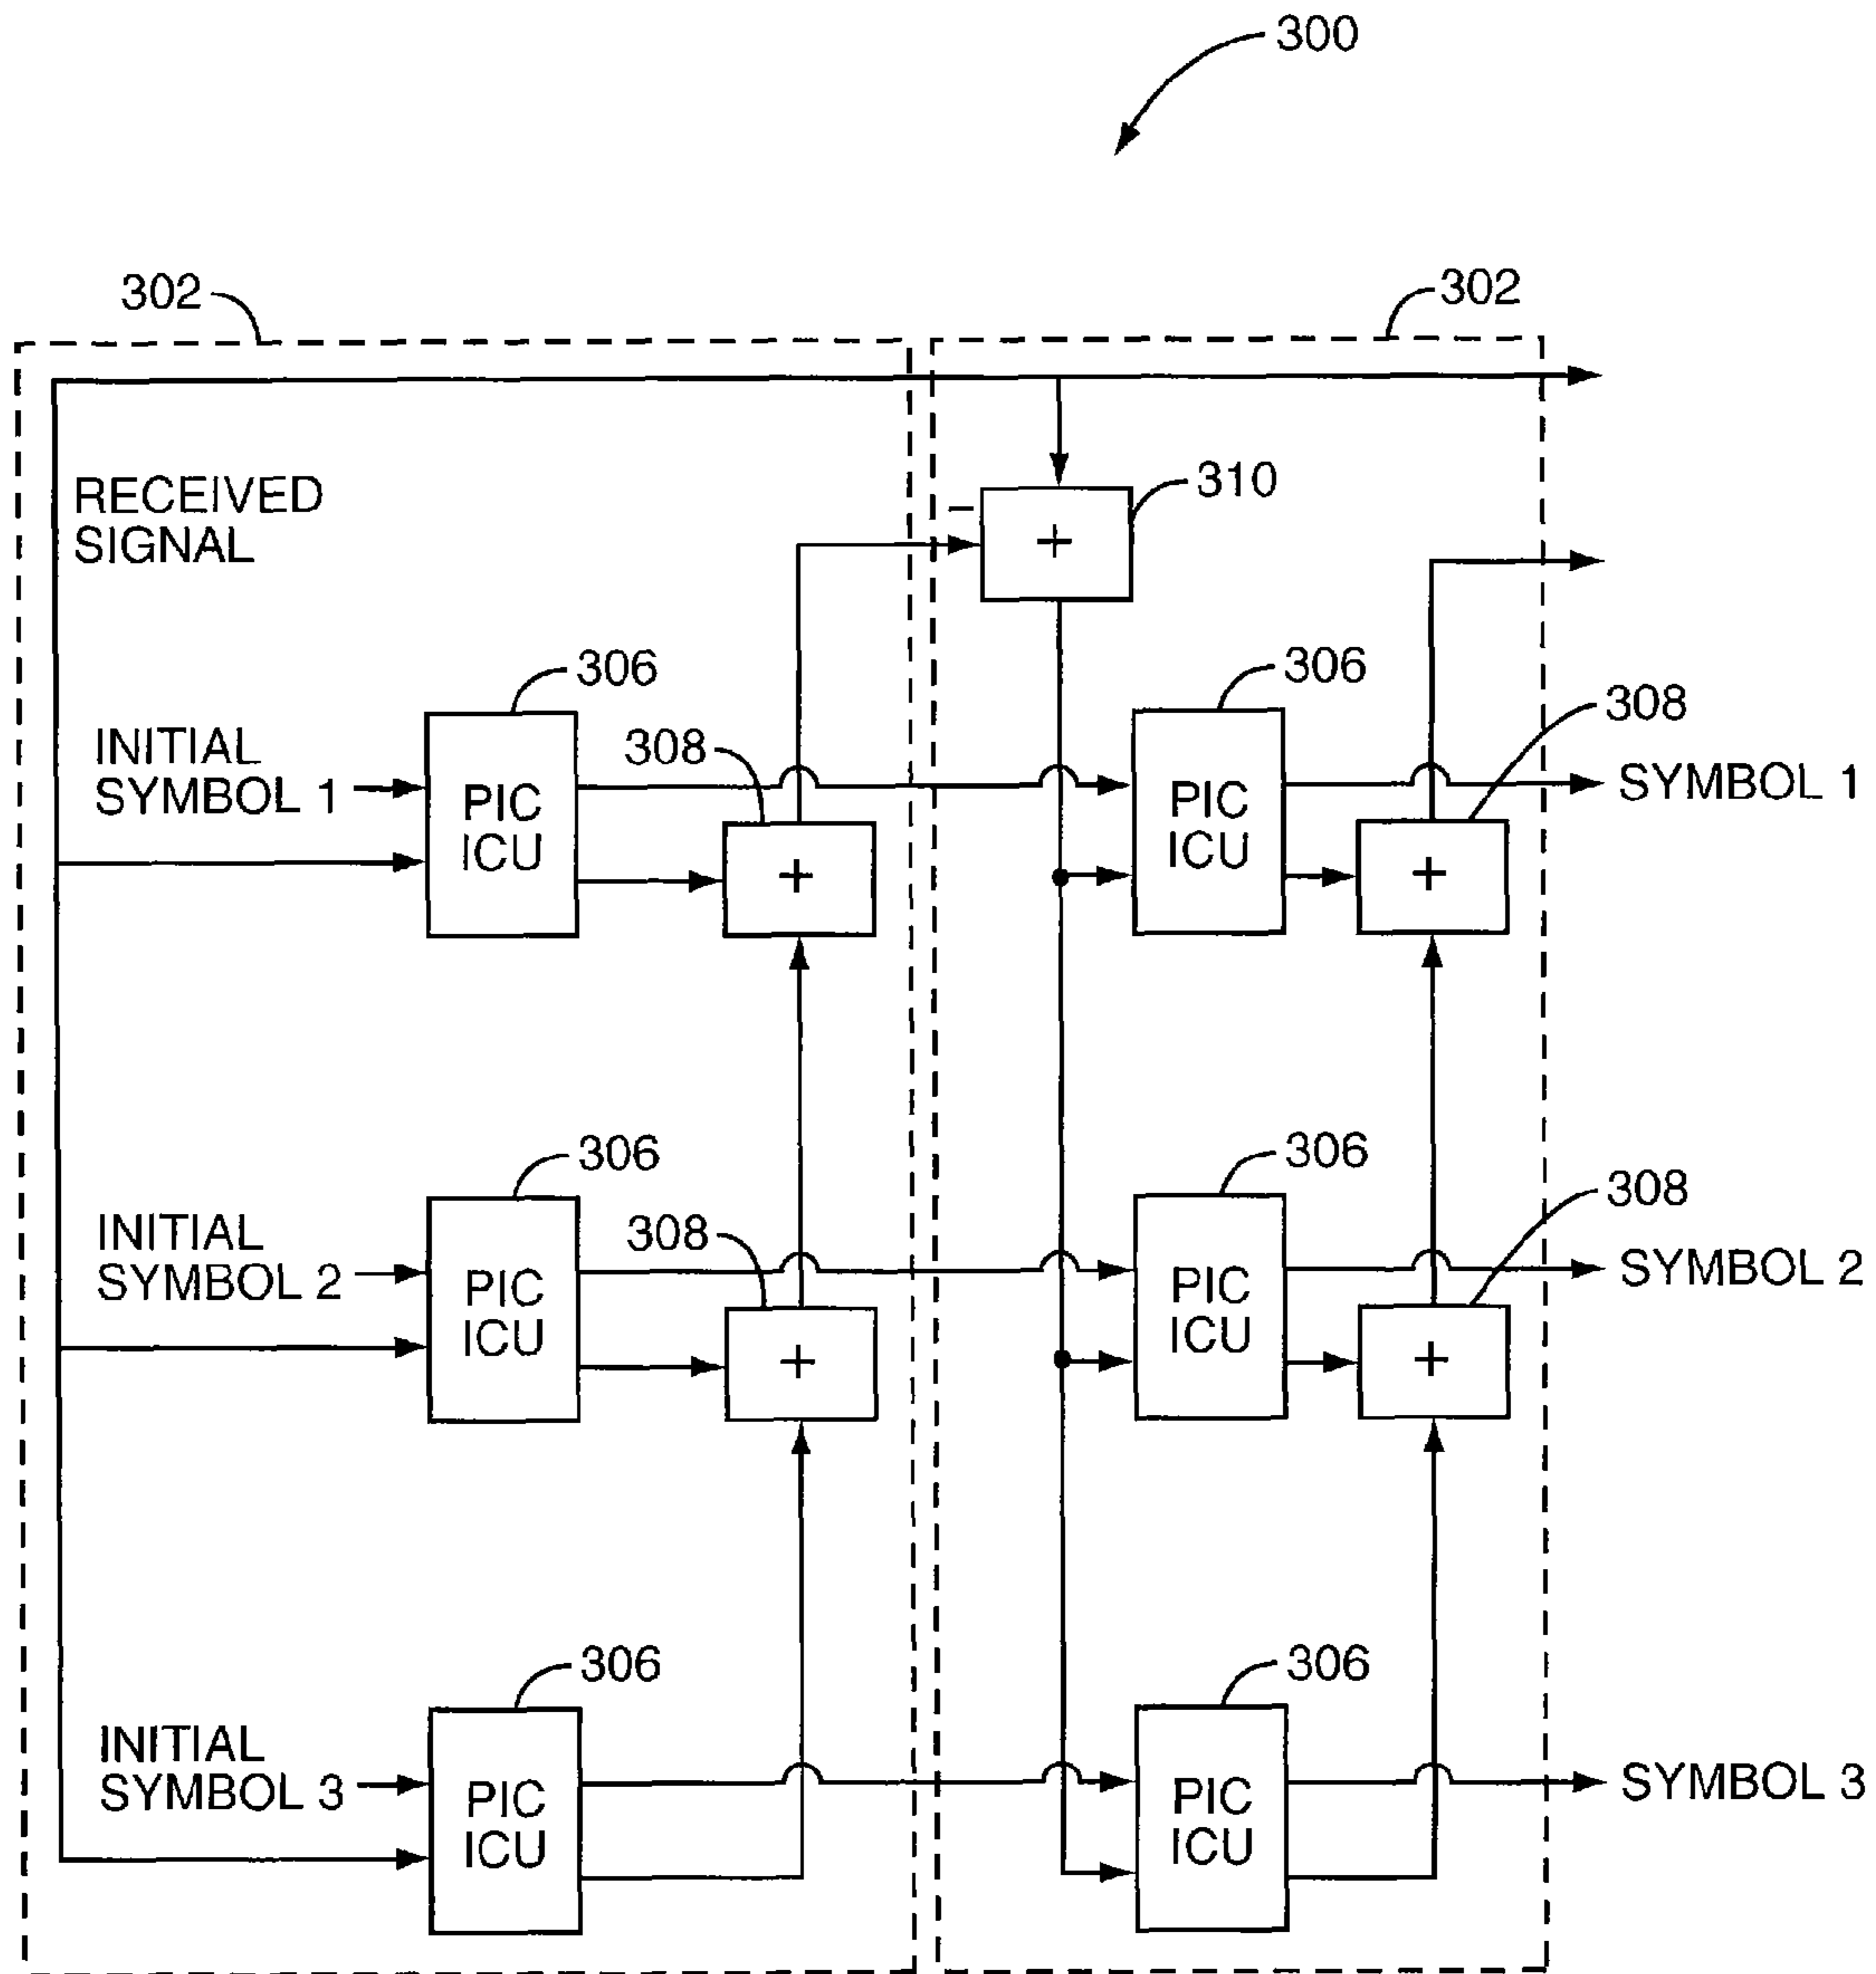 300
302
302
RECEIVED
SIGNAL
–
+
310
306
306
308
308
INITIAL
SYMBOL 1
PIC
ICU
+
PIC
ICU
+
SYMBOL 1
306
306
308
308
INITIAL
SYMBOL 2
PIC
ICU
+
PIC
ICU
+
SYMBOL 2
306
306
INITIAL
SYMBOL 3
PIC
ICU
PIC
ICU
SYMBOL 3